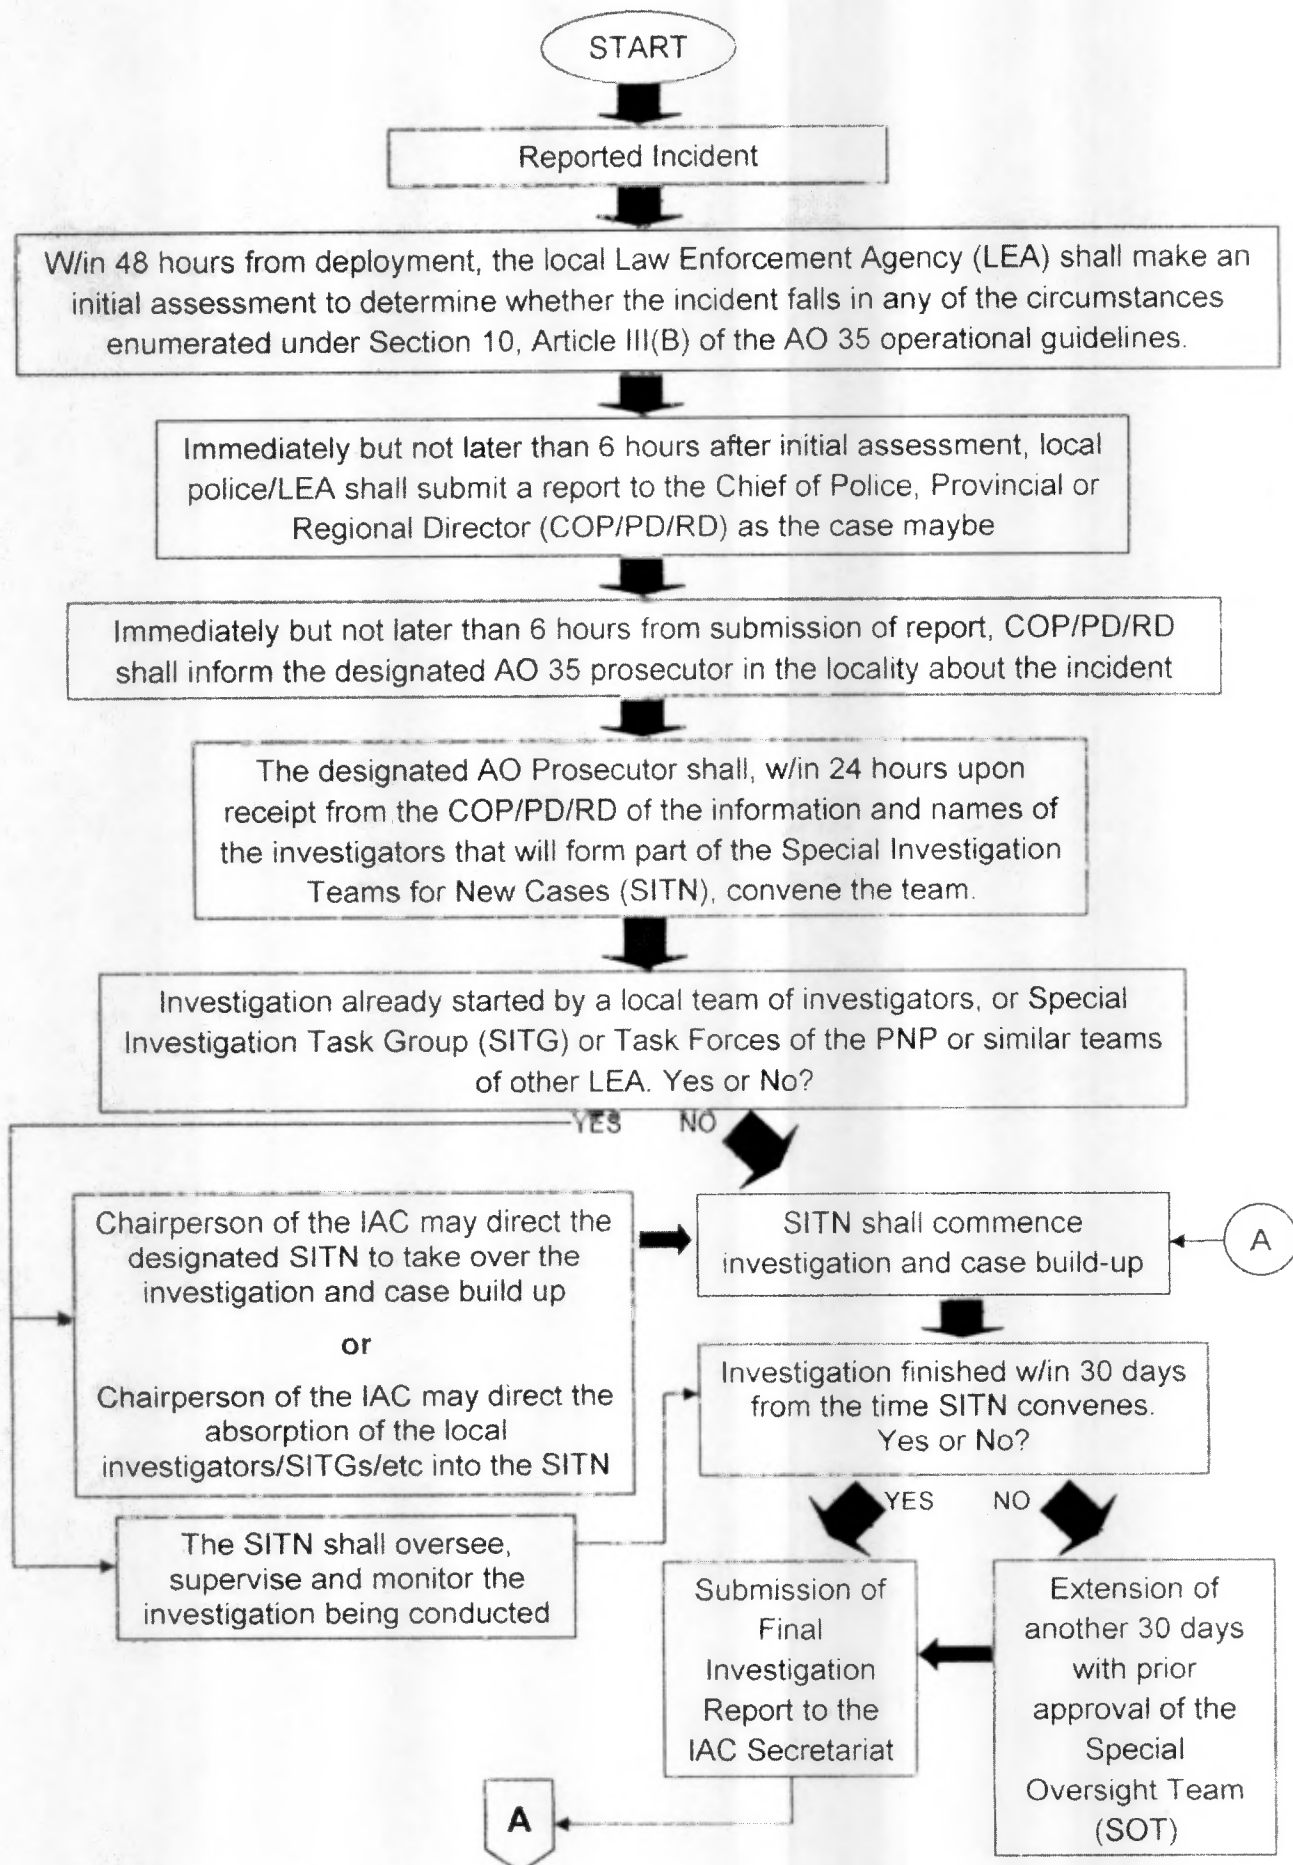 START
Reported Incident
W/in 48 hours from deployment, the local Law Enforcement Agency (LEA) shall make an
initial assessment to determine whether the incident falls in any of the circumstances
enumerated under Section 10, Article III(B) of the AO 35 operational guidelines.
Immediately but not later than 6 hours after initial assessment, local
police/LEA shall submit a report to the Chief of Police, Provincial or
Regional Director (COP/PD/RD) as the case maybe
Immediately but not later than 6 hours from submission of report, COP/PD/RD
shall inform the designated AO 35 prosecutor in the locality about the incident
The designated AO Prosecutor shall, w/in 24 hours upon
receipt from the COP/PD/RD of the information and names of
the investigators that will form part of the Special Investigation
Teams for New Cases (SITN), convene the team.
Investigation already started by a local team of investigators, or Special
Investigation Task Group (SITG) or Task Forces of the PNP or similar teams
of other LEA. Yes or No?
YES NO
Chairperson of the IAC may direct the
designated SITN to take over the
investigation and case build up
or
Chairperson of the IAC may direct the
absorption of the local
investigators/SITGs/etc into the SITN
SITN shall commence
investigation and case build-up
A
Investigation finished w/in 30 days
from the time SITN convenes.
Yes or No?
YES NO
The SITN shall oversee,
supervise and monitor the
investigation being conducted
Submission of
Final
Investigation
Report to the
IAC Secretariat
Extension of
another 30 days
with prior
approval of the
Special
Oversight Team
(SOT)
A